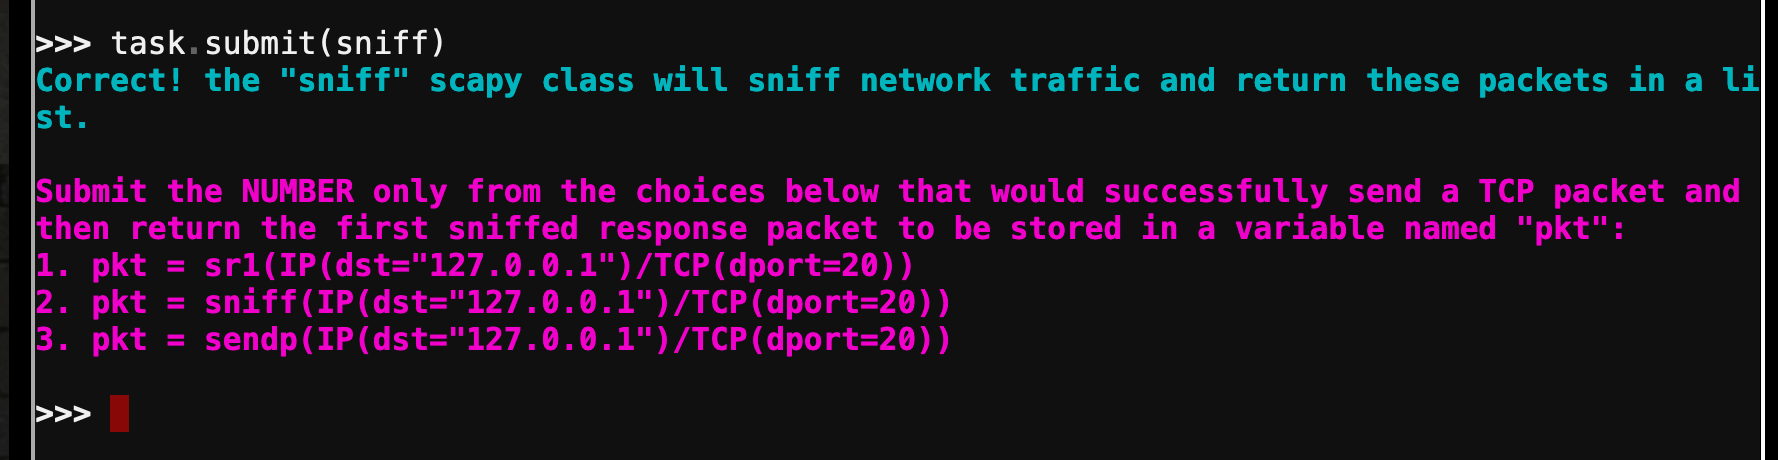 >>> task.submit(sniff)
Correct! the "sniff" scapy class will sniff network traffic and return these packets in a li
st.
Submit the NUMBER only from the choices below that would successfully send a TCP packet and
then return the first sniffed response packet to be stored in a variable named "pkt":
1. pkt = sr1(IP(dst="127.0.0.1")/TCP(dport=20))
2. pkt = sniff(IP(dst="127.0.0.1")/TCP(dport=20))
3. pkt = sendp(IP(dst="127.0.0.1")/TCP(dport=20))
>>>